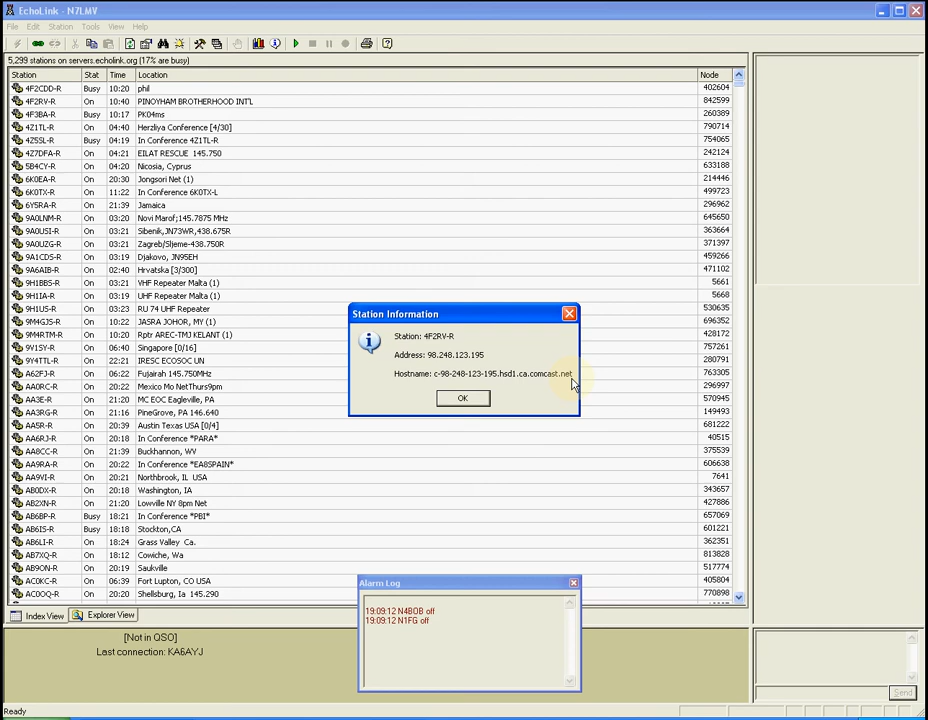 EchoLink - N7LMV
File Edit Station Tools View Help
5,299 stations on servers.echolink.org (17% are busy)
Station Stat Time Location Node
4F2CDD-R Busy 10:20 phil 402604
4F2RV-R On 10:40 PINOYHAM BROTHERHOOD INT'L 842599
4F3BA-R Busy 10:17 PK04ms 260389
4Z1TL-R On 04:40 Herzliya Conference [4/30] 790714
4Z5SL-R Busy 04:19 In Conference 4Z1TL-R 754065
4Z7DFA-R On 04:21 EILAT RESCUE 145.750 242124
5B4CY-R On 04:20 Nicosia, Cyprus 633188
6K0EA-R On 20:30 Jongsori Net (1) 214446
6K0TX-R On 11:22 In Conference 6K0TX-L 499723
6Y5RA-R On 21:39 Jamaica 296962
9A0LNM-R On 03:20 Novi Marof;145.7875 MHz 645650
9A0USI-R On 03:21 Sibenik,JN73WR,438.675R 363664
9A0UZG-R On 03:21 Zagreb/Sljeme-438.750R 371397
9A1CDS-R On 03:19 Djakovo, JN95EH 459266
9A6AIB-R On 02:40 Hrvatska [3/300] 471102
9H1BBS-R On 03:18 VHF Repeater Malta (1) 5661
9H1IA-R On 03:19 UHF Repeater Malta (1) 5668
9H1US-R On 03:23 RU 74 UHF Repeater 530635
9M4GJS-R On 10:22 JASRA JOHOR, MY (1) 696352
9M4RTM-R On 10:20 Rptr AREC-TMJ KELANT (1) 428172
9V1SY-R On 06:40 Singapore [0/16] 757291
9Y4TTL-R On 22:21 IRESC ECOSOC UN 280791
A62FJ-R On 06:22 Fujairah 145.750MHz 763305
AA0RC-R On 20:22 Mexico Mo NetThurs9pm 296997
AA3E-R On 21:20 MC EOC Eagleville, PA 570945
AA3RG-R On 21:16 PineGrove, PA 146.640 149493
AA5R-R On 20:39 Austin Texas USA [0/4] 681222
AA6RJ-R On 20:18 In Conference *PARA* 40515
AA8CC-R On 21:39 Buckhannon, WV 375539
AA9RA-R On 20:22 In Conference *EA8SPAIN* 606638
AA9VI-R On 20:21 Northbrook, IL USA 7641
AB0DX-R On 20:18 Washington, IA 343657
AB2XN-R On 21:20 Lowville NY 8pm Net 427886
AB6BP-R Busy 18:21 In Conference *PBI* 657069
AB6IS-R Busy 18:28 Stockton,CA 601221
AB6LI-R On 18:24 Grass Valley Ca. 362351
AB7XQ-R On 18:12 Cowiche, Wa 813828
AB9ON-R On 20:20 Saukville 517774
AC0KC-R On 06:39 Fort Lupton, CO USA 405804
AC0OQ-R On 20:20 Shellsburg, Ia 145.290 770898
Station Information
Station: 4F2RV-R
Address: 98.248.123.195
Hostname: c-98-248-123-195.hsd1.ca.comcast.net
OK
Alarm Log
19:09:12 N4BOB off
19:09:12 N1FG off
Index View Explorer View
[Not in QSO]
Last connection: KA6AYJ
Send
Ready